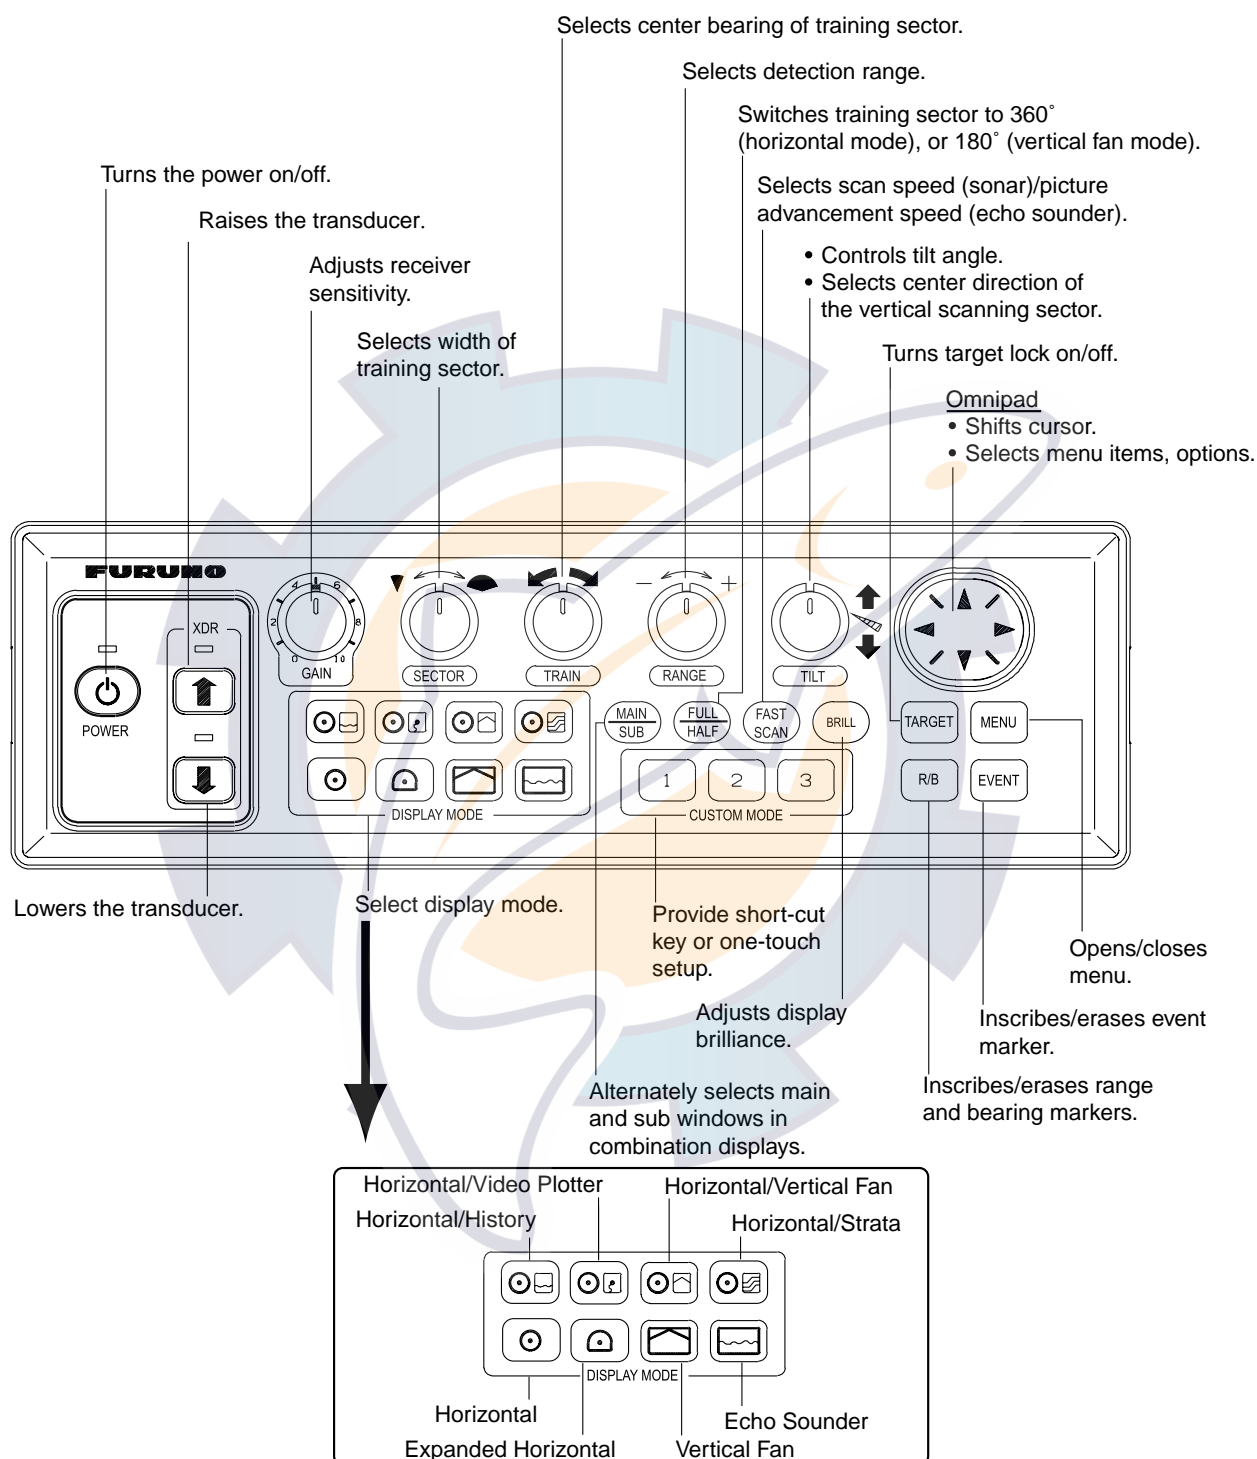 Selects center bearing of training sector.
Selects detection range.
Switches training sector to 360˚
(horizontal mode), or 180˚ (vertical fan mode).
Turns the power on/off.
Selects scan speed (sonar)/picture
advancement speed (echo sounder).
Raises the transducer.
Adjusts receiver
sensitivity.
• Controls tilt angle.
• Selects center direction of
the vertical scanning sector.
Selects width of
training sector.
Turns target lock on/off.
Omnipad
• Shifts cursor.
• Selects menu items, options.
FURUNO
XDR
POWER
0 2 4 6 8 10
GAIN
SECTOR
TRAIN
− +
RANGE
TILT
MAIN
SUB
FULL
HALF
FAST
SCAN
BRILL
TARGET
MENU
R/B
EVENT
1 2 3
DISPLAY MODE
CUSTOM MODE
Lowers the transducer.
Select display mode.
Provide short-cut
key or one-touch
setup.
Opens/closes
menu.
Adjusts display
brilliance.
Inscribes/erases event
marker.
Alternately selects main
and sub windows in
combination displays.
Inscribes/erases range
and bearing markers.
Horizontal/Video Plotter
Horizontal/Vertical Fan
Horizontal/History
Horizontal/Strata
DISPLAY MODE
Horizontal
Echo Sounder
Expanded Horizontal
Vertical Fan